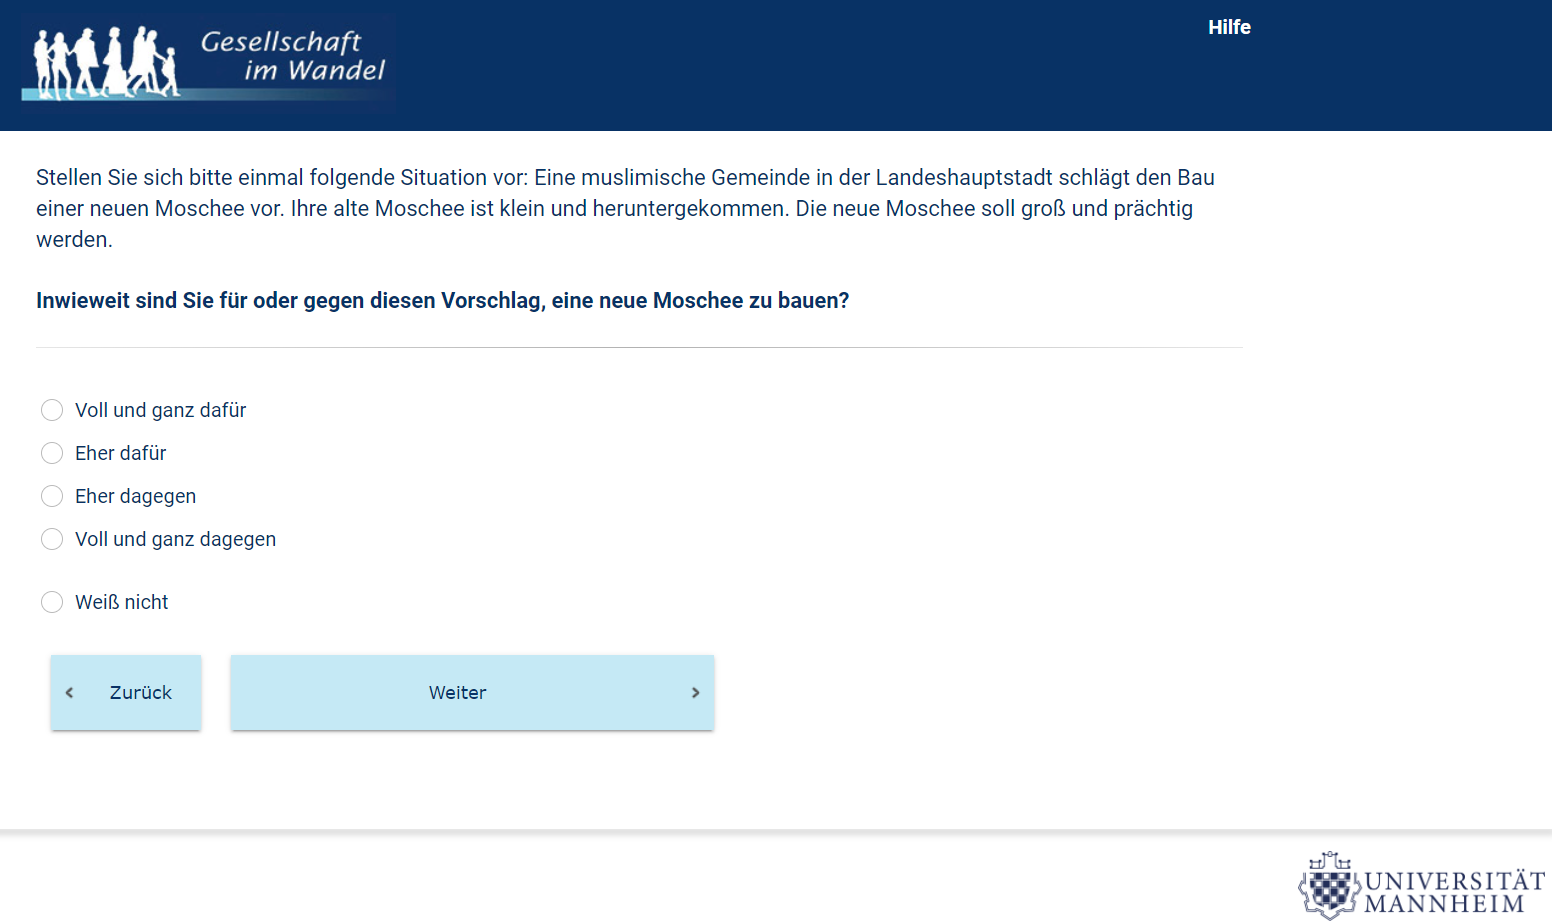 Gesellschaft
im Wandel
Hilfe
Stellen Sie sich bitte einmal folgende Situation vor: Eine muslimische Gemeinde in der Landeshauptstadt schlägt den Bau
einer neuen Moschee vor. Ihre alte Moschee ist klein und heruntergekommen. Die neue Moschee soll groß und prächtig
werden.
Inwieweit sind Sie für oder gegen diesen Vorschlag, eine neue Moschee zu bauen?
Voll und ganz dafür
Eher dafür
Eher dagegen
Voll und ganz dagegen
Weiß nicht
Zurück
Weiter
UNIVERSITÄT
MANNHEIM